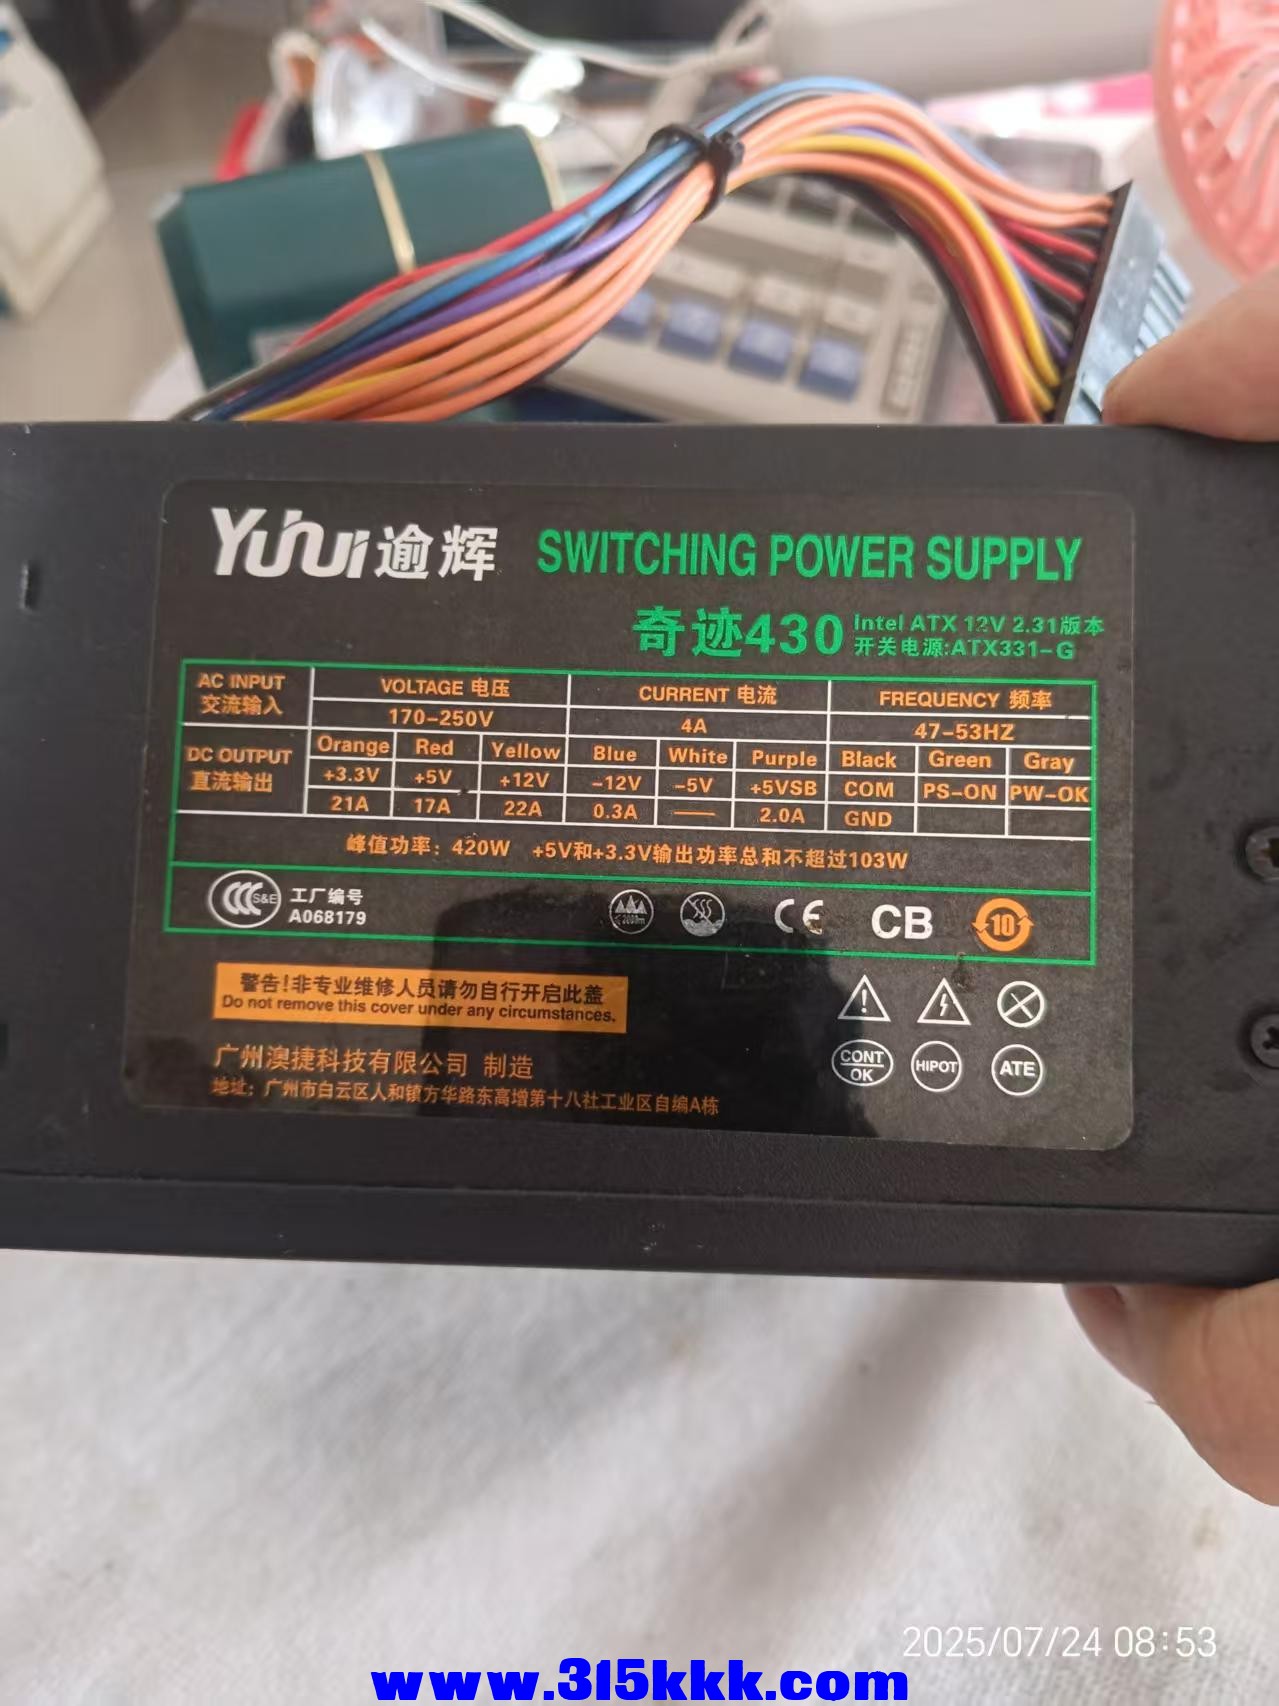 YUHUI逾辉 SWITCHING POWER SUPPLY
奇迹430 Intel ATX 12V 2.31版本
开关电源:ATX331-G
AC INPUT 交流输入 VOLTAGE 电压 CURRENT 电流 FREQUENCY 频率
170-250V 4A 47-53HZ
DC OUTPUT 直流输出 Orange Red Yellow Blue White Purple Black Green Gray
+3.3V +5V +12V -12V -5V +5VSB COM PS-ON PW-OK
21A 17A 22A 0.3A —— 2.0A GND
峰值功率：420W +5V和+3.3V输出功率总和不超过103W
CCC S&E 工厂编号
A068179
2000m CE CB 10
警告!非专业维修人员请勿自行开启此盖
Do not remove this cover under any circumstances.
CONT OK HIPOT ATE
广州澳捷科技有限公司 制造
地址：广州市白云区人和镇方华路东高增第十八社工业区自编A栋
2025/07/24 08:53
www.315kkk.com